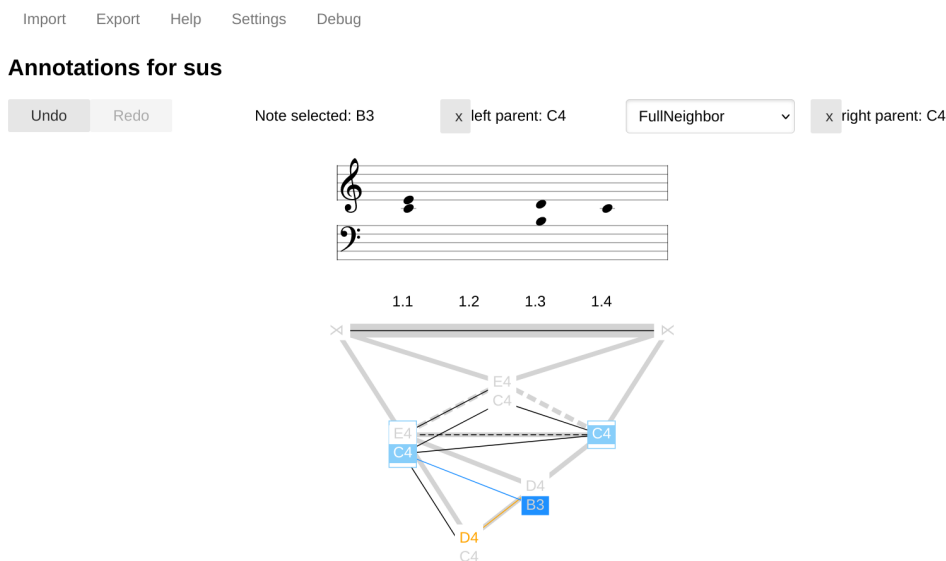 Import Export Help Settings Debug
Annotations for sus
Undo Redo Note selected: B3 x left parent: C4 FullNeighbor x right parent: C4
1.1 1.2 1.3 1.4
⋊ ⋉
E4
C4
E4 C4
C4
D4
B3
D4
C4